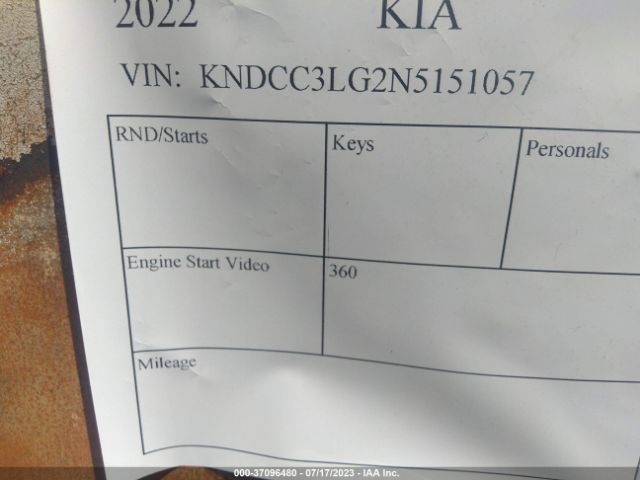 2022 KIA
VIN: KNDCC3LG2N5151057
RND/Starts Keys Personals
Engine Start Video 360
Mileage
000-37096480 - 07/17/2023 - IAA Inc.